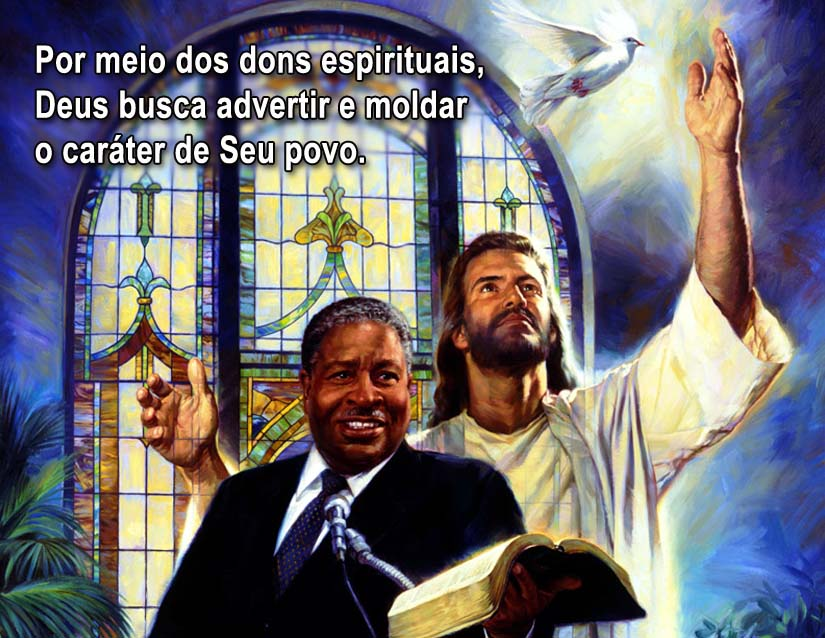 Por meio dos dons espirituais,
Deus busca advertir e moldar
o caráter de Seu povo.